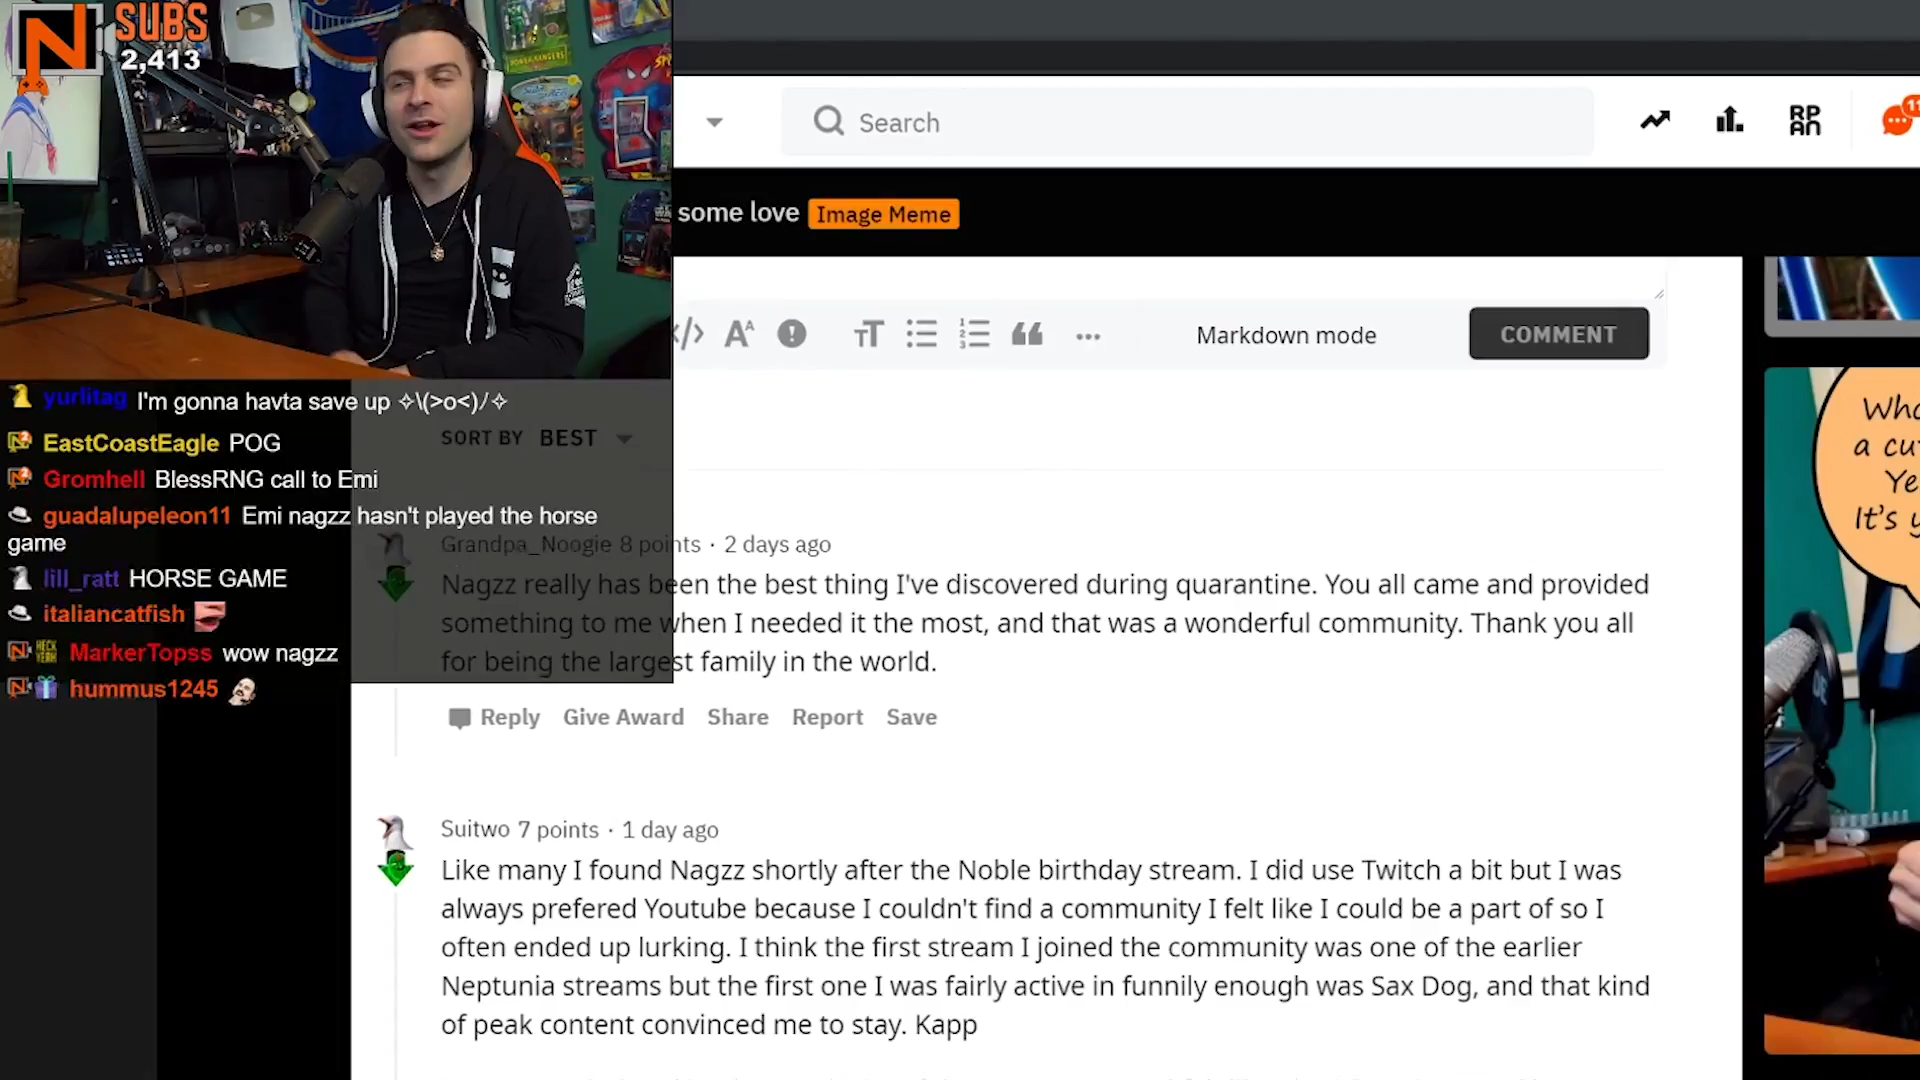 SUBS
2,413
Search
RPAN
11
some love Image Meme
Markdown mode
COMMENT
yurlitag I'm gonna havta save up ✧\(>o<)/✧
EastCoastEagle POG
Gromhell BlessRNG call to Emi
guadalupeleon11 Emi nagzz hasn't played the horse
game
lill_ratt HORSE GAME
italiancatfish
HECK YEAH MarkerTopss wow nagzz
hummus1245
SORT BY BEST
Grandpa_Noogie 8 points · 2 days ago
Nagzz really has been the best thing I've discovered during quarantine. You all came and provided
something to me when I needed it the most, and that was a wonderful community. Thank you all
for being the largest family in the world.
Reply Give Award Share Report Save
Suitwo 7 points · 1 day ago
Like many I found Nagzz shortly after the Noble birthday stream. I did use Twitch a bit but I was
always prefered Youtube because I couldn't find a community I felt like I could be a part of so I
often ended up lurking. I think the first stream I joined the community was one of the earlier
Neptunia streams but the first one I was fairly active in funnily enough was Sax Dog, and that kind
of peak content convinced me to stay. Kapp
a cu
Ye
It's y